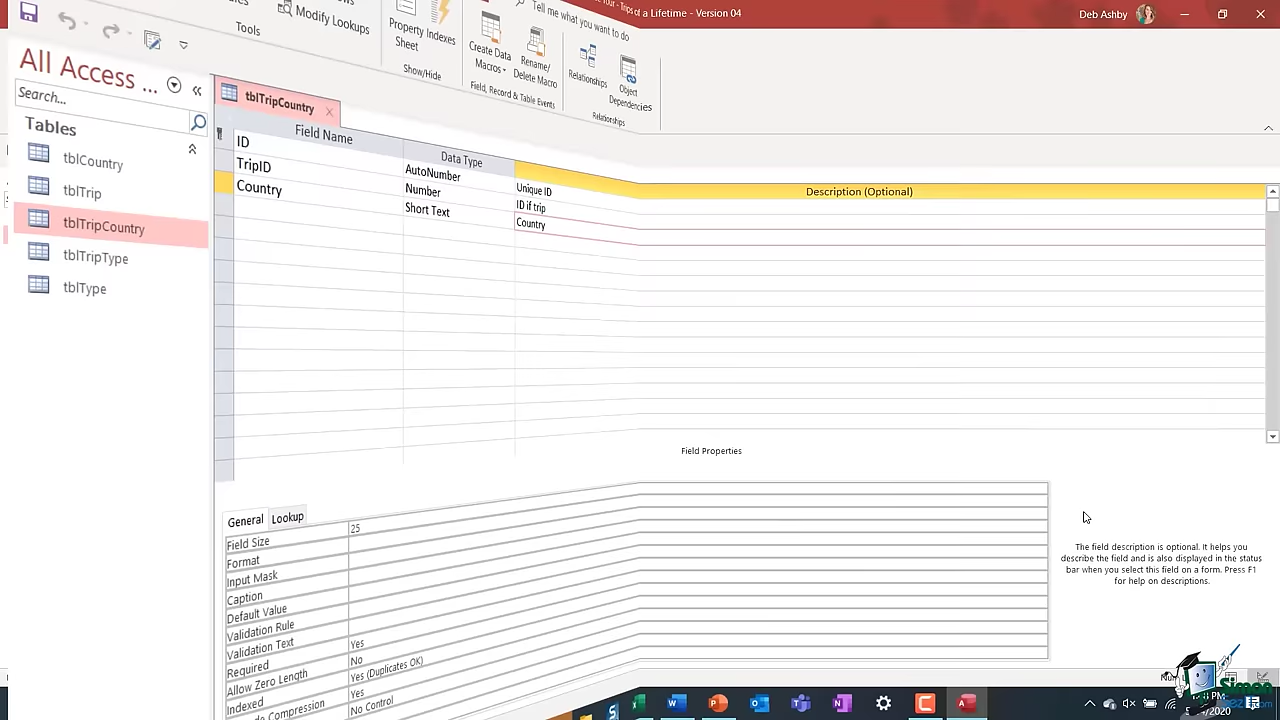 Trips of a Lifetime - Version 04
Deb Ashby
Tell me what you want to do
Modify Lookups
Tools
Property Sheet
Indexes
Show/Hide
Create Data Macros
Rename/ Delete Macro
Field, Record & Table Events
Relationships
Object Dependencies
Relationships
All Access ...
Search...
Tables
tblCountry
tblTrip
tblTripCountry
tblTripType
tblType
tblTripCountry
Field Name
Data Type
Description (Optional)
ID
AutoNumber
Unique ID
TripID
Number
ID if trip
Country
Short Text
Country
Field Properties
General
Lookup
Field Size
25
Format
Input Mask
Caption
Default Value
Validation Rule
Validation Text
Required
Yes
Allow Zero Length
No
Indexed
Yes (Duplicates OK)
Compression
Yes
No Control
The field description is optional. It helps you
describe the field and is also displayed in the status
bar when you select this field on a form. Press F1
for help on descriptions.